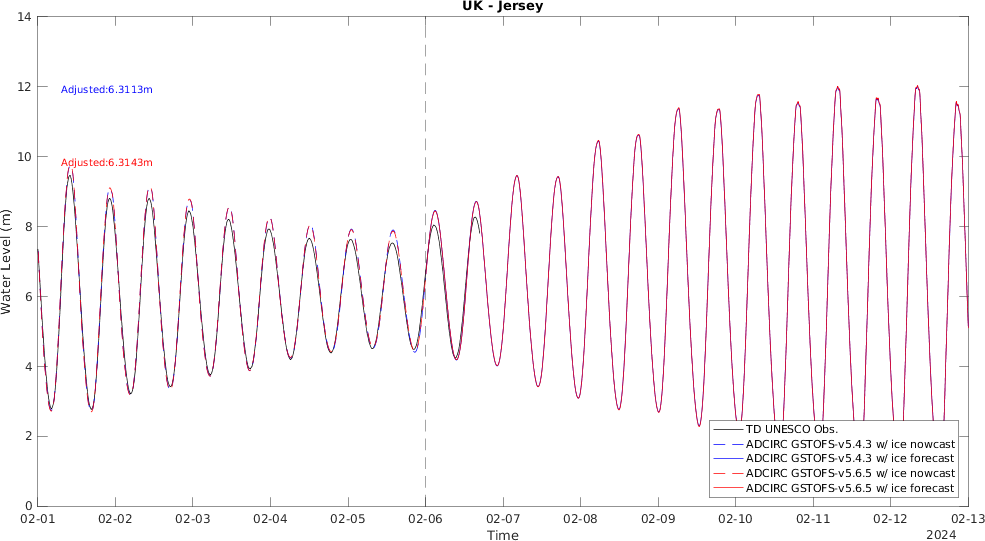 UK - Jersey
14
12
10
8
6
4
2
0
Water Level (m)
Adjusted:6.3113m
Adjusted:6.3143m
TD UNESCO Obs.
ADCIRC GSTOFS-v5.4.3 w/ ice nowcast
ADCIRC GSTOFS-v5.4.3 w/ ice forecast
ADCIRC GSTOFS-v5.6.5 w/ ice nowcast
ADCIRC GSTOFS-v5.6.5 w/ ice forecast
02-01 02-02 02-03 02-04 02-05 02-06 02-07 02-08 02-09 02-10 02-11 02-12 02-13
Time
2024